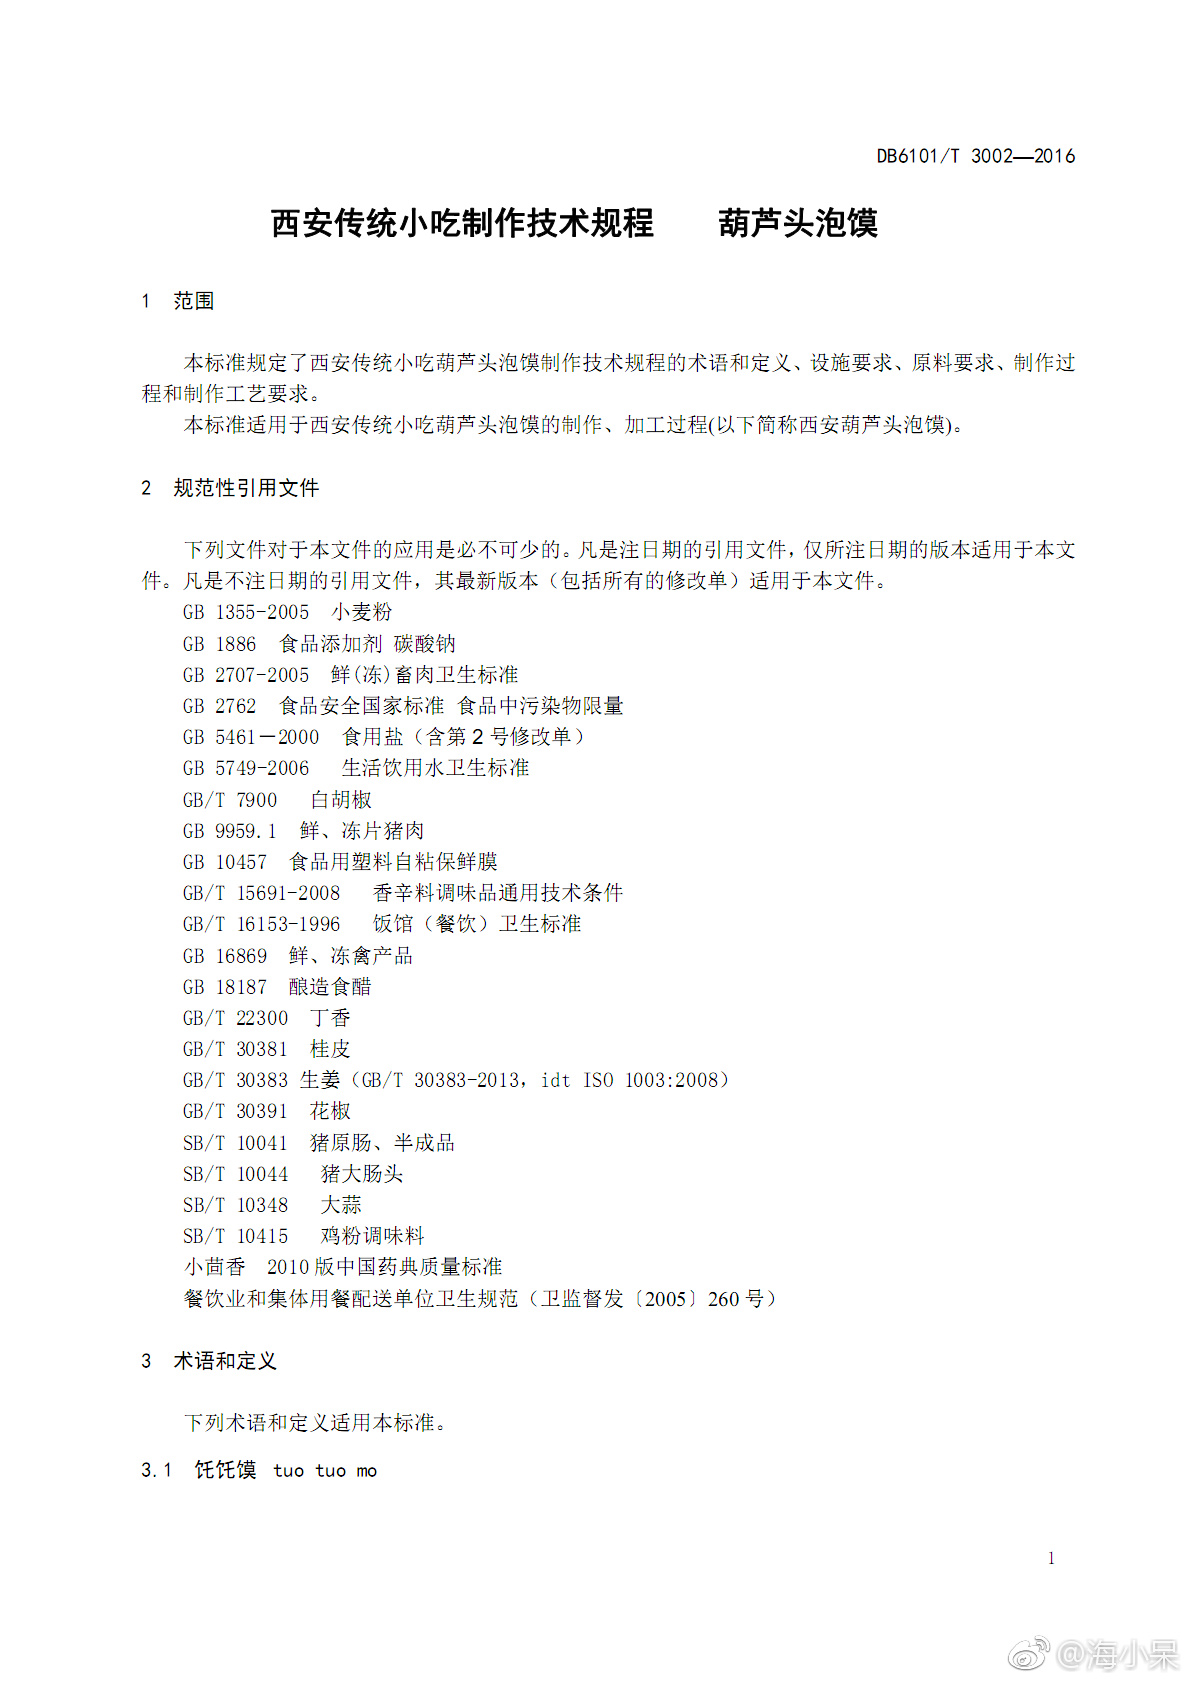 DB6101/T 3002—2016
西安传统小吃制作技术规程 葫芦头泡馍
1 范围
本标准规定了西安传统小吃葫芦头泡馍制作技术规程的术语和定义、设施要求、原料要求、制作过
程和制作工艺要求。
本标准适用于西安传统小吃葫芦头泡馍的制作、加工过程(以下简称西安葫芦头泡馍)。
2 规范性引用文件
下列文件对于本文件的应用是必不可少的。凡是注日期的引用文件，仅所注日期的版本适用于本文
件。凡是不注日期的引用文件，其最新版本（包括所有的修改单）适用于本文件。
GB 1355-2005 小麦粉
GB 1886 食品添加剂 碳酸钠
GB 2707-2005 鲜(冻)畜肉卫生标准
GB 2762 食品安全国家标准 食品中污染物限量
GB 5461－2000 食用盐（含第2号修改单）
GB 5749-2006 生活饮用水卫生标准
GB/T 7900 白胡椒
GB 9959.1 鲜、冻片猪肉
GB 10457 食品用塑料自粘保鲜膜
GB/T 15691-2008 香辛料调味品通用技术条件
GB/T 16153-1996 饭馆（餐饮）卫生标准
GB 16869 鲜、冻禽产品
GB 18187 酿造食醋
GB/T 22300 丁香
GB/T 30381 桂皮
GB/T 30383 生姜（GB/T 30383-2013，idt ISO 1003:2008）
GB/T 30391 花椒
SB/T 10041 猪原肠、半成品
SB/T 10044 猪大肠头
SB/T 10348 大蒜
SB/T 10415 鸡粉调味料
小茴香 2010版中国药典质量标准
餐饮业和集体用餐配送单位卫生规范（卫监督发〔2005〕260号）
3 术语和定义
下列术语和定义适用本标准。
3.1 饦饦馍 tuo tuo mo
1
@海小呆